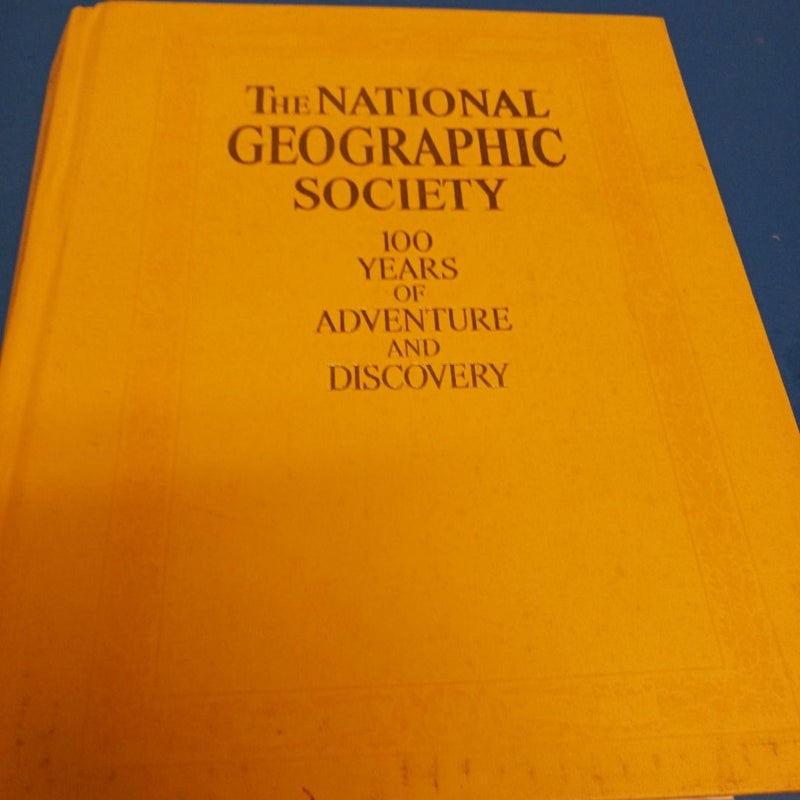 THE NATIONAL
GEOGRAPHIC
SOCIETY
100
YEARS
OF
ADVENTURE
AND
DISCOVERY